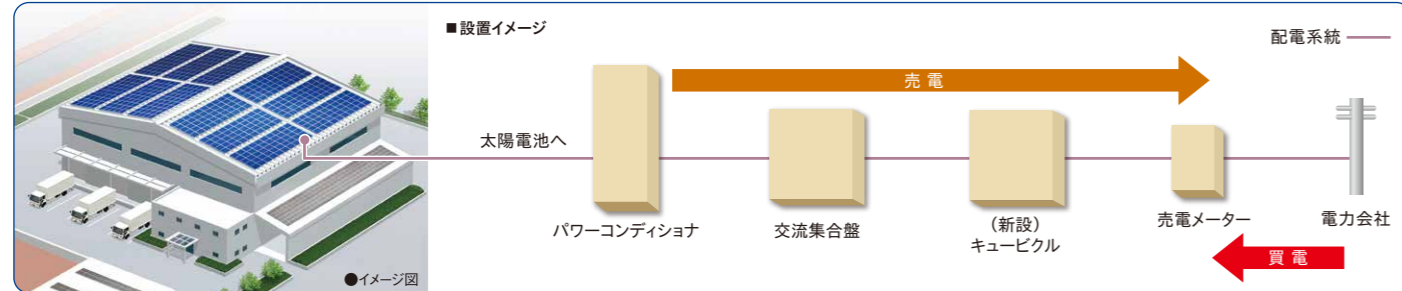 ■設置イメージ
配電系統
売電
太陽電池へ
パワーコンディショナ
交流集合盤
(新設)
キュービクル
売電メーター
電力会社
買電
●イメージ図